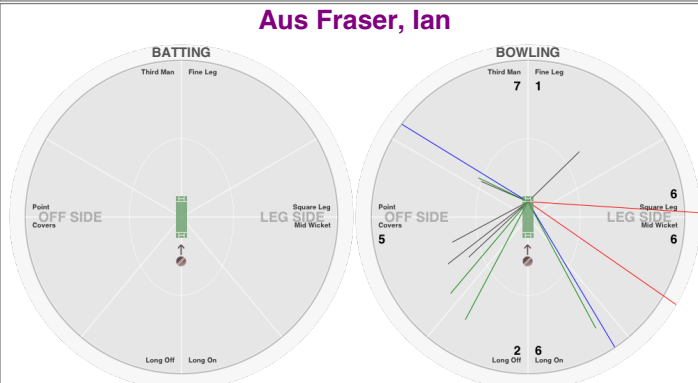 Aus Fraser, Ian
BATTING
Third Man Fine Leg
Point
Covers
OFF SIDE
Square Leg
LEG SIDE
Mid Wicket
Long Off Long On
BOWLING
Third Man Fine Leg
7 1
Point
Covers
OFF SIDE
5
6
Square Leg
LEG SIDE
Mid Wicket
6
2 6
Long Off Long On